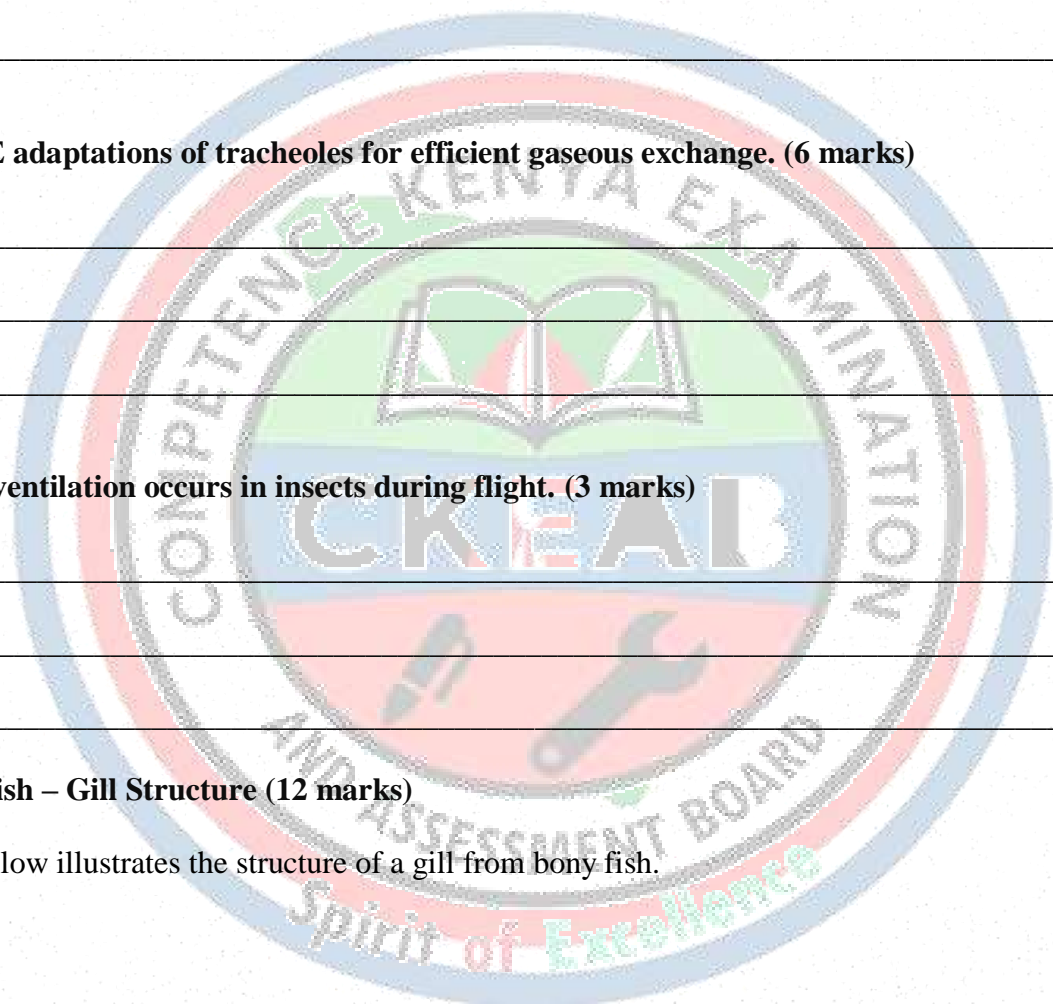 E adaptations of tracheoles for efficient gaseous exchange. (6 marks)
COMPETENCE KENYA EXAMINATION
CKEAB
ventilation occurs in insects during flight. (3 marks)
AND ASSESSMENT BOARD
ish – Gill Structure (12 marks)
low illustrates the structure of a gill from bony fish.
Spirit of Excellence